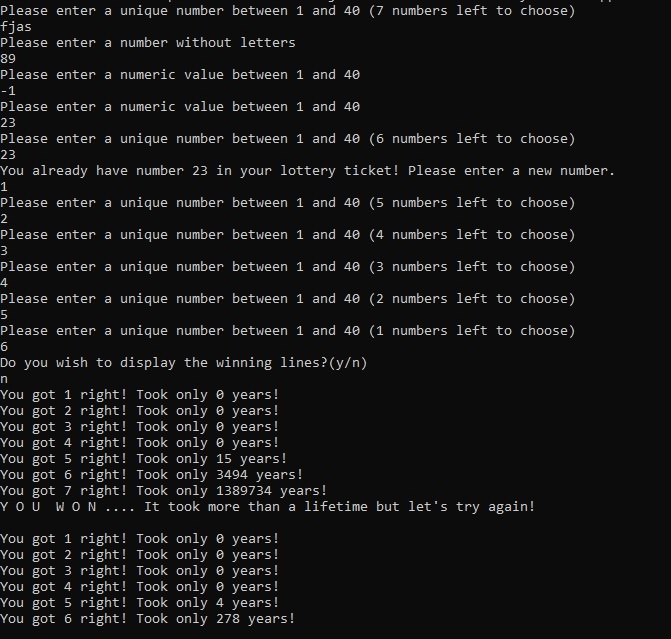 Please enter a unique number between 1 and 40 (7 numbers left to choose)
fjas
Please enter a number without letters
89
Please enter a numeric value between 1 and 40
-1
Please enter a numeric value between 1 and 40
23
Please enter a unique number between 1 and 40 (6 numbers left to choose)
23
You already have number 23 in your lottery ticket! Please enter a new number.
1
Please enter a unique number between 1 and 40 (5 numbers left to choose)
2
Please enter a unique number between 1 and 40 (4 numbers left to choose)
3
Please enter a unique number between 1 and 40 (3 numbers left to choose)
4
Please enter a unique number between 1 and 40 (2 numbers left to choose)
5
Please enter a unique number between 1 and 40 (1 numbers left to choose)
6
Do you wish to display the winning lines?(y/n)
n
You got 1 right! Took only 0 years!
You got 2 right! Took only 0 years!
You got 3 right! Took only 0 years!
You got 4 right! Took only 0 years!
You got 5 right! Took only 15 years!
You got 6 right! Took only 3494 years!
You got 7 right! Took only 1389734 years!
Y O U  W O N .... It took more than a lifetime but let's try again!
You got 1 right! Took only 0 years!
You got 2 right! Took only 0 years!
You got 3 right! Took only 0 years!
You got 4 right! Took only 0 years!
You got 5 right! Took only 4 years!
You got 6 right! Took only 278 years!